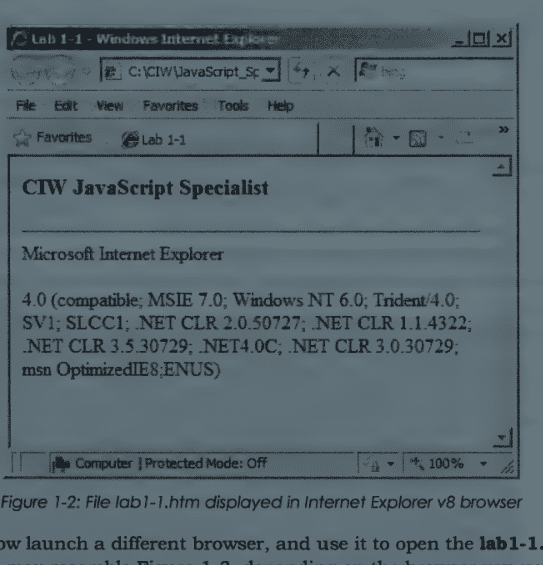 Lab 1-1 - Windows Internet Explorer
C:\CIW\JavaScript_Sp
bing
File Edit View Favorites Tools Help
Favorites Lab 1-1
CIW JavaScript Specialist
Microsoft Internet Explorer
4.0 (compatible; MSIE 7.0; Windows NT 6.0; Trident/4.0;
SV1; SLCC1; .NET CLR 2.0.50727; .NET CLR 1.1.4322;
.NET CLR 3.5.30729; .NET4.0C; .NET CLR 3.0.30729;
msn OptimizedIE8;ENUS)
Computer | Protected Mode: Off 100%
Figure 1-2: File lab1-1.htm displayed in Internet Explorer v8 browser
ow launch a different browser, and use it to open the lab1-1.